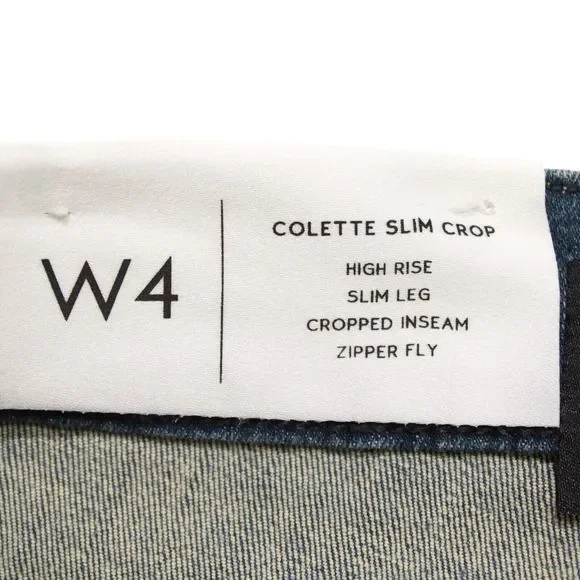 W4
COLETTE SLIM CROP
HIGH RISE
SLIM LEG
CROPPED INSEAM
ZIPPER FLY